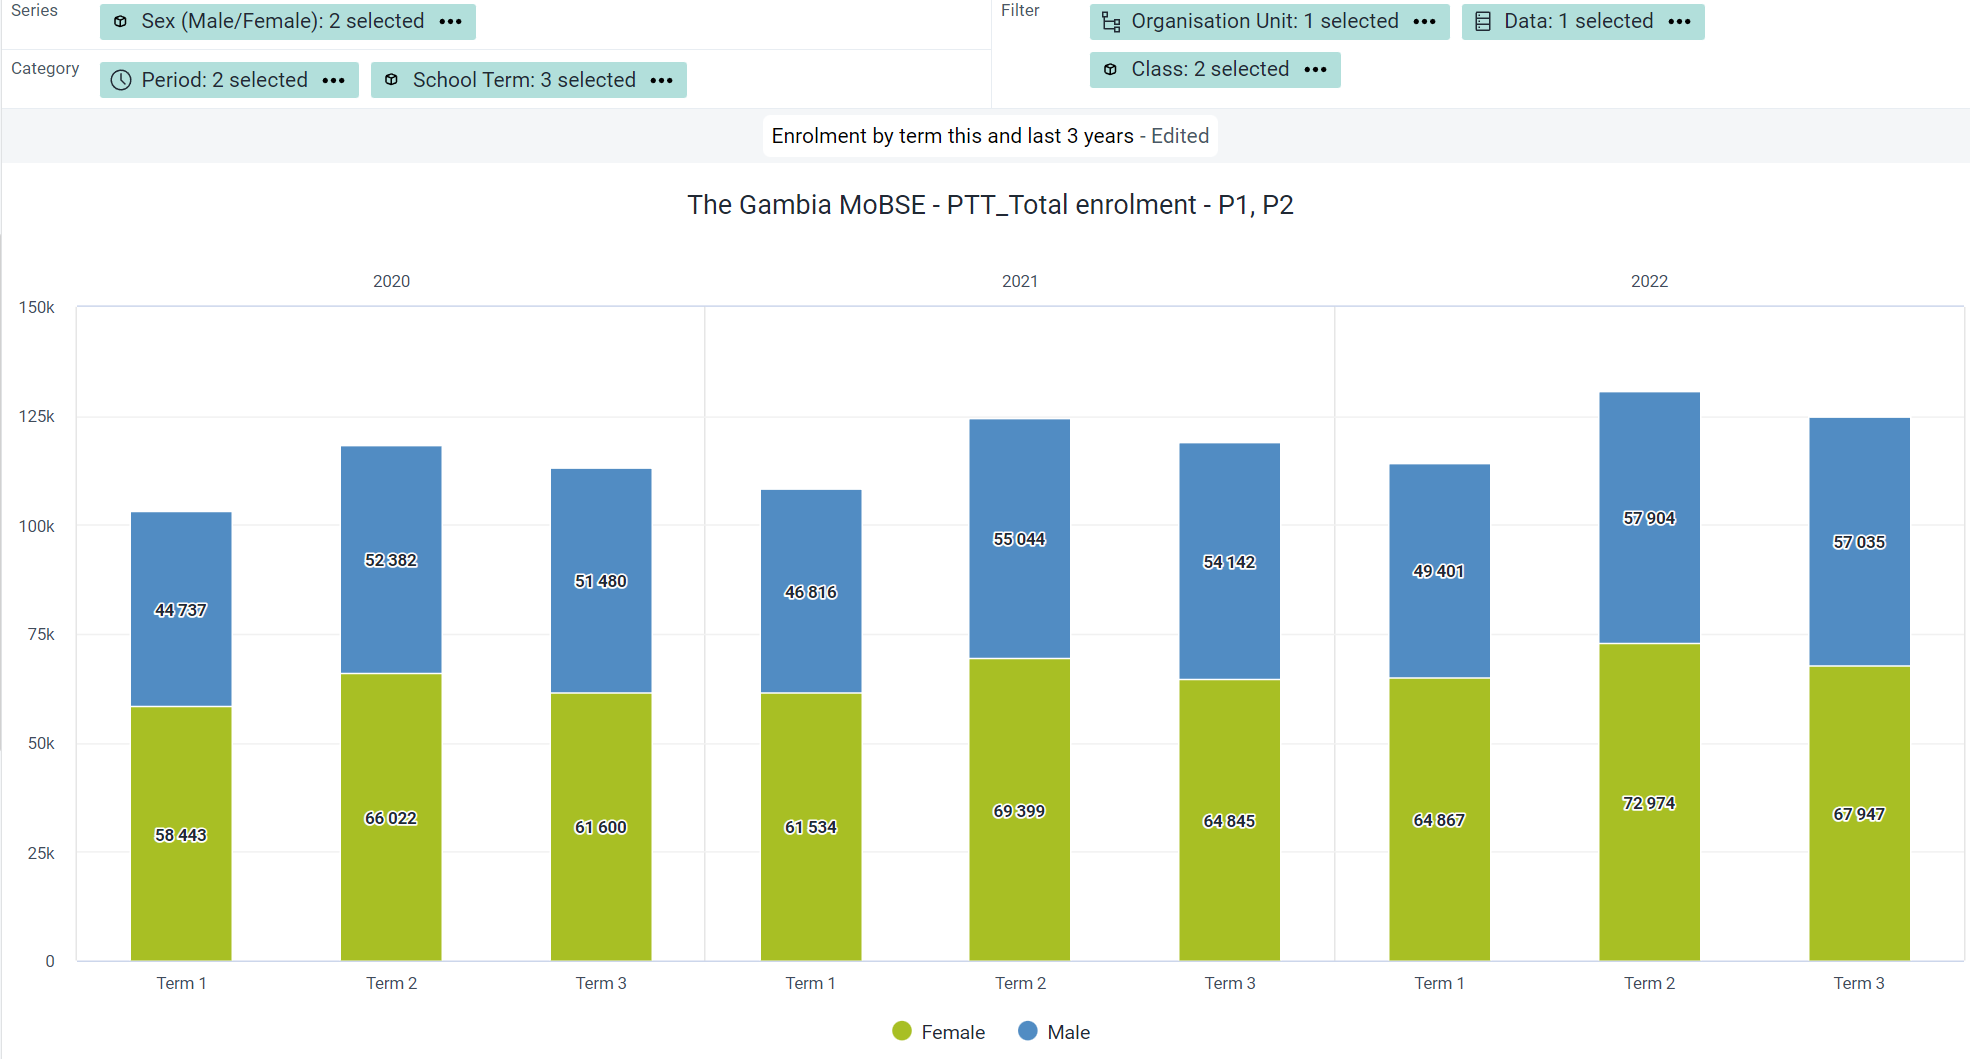 Series
Sex (Male/Female): 2 selected •••
Filter
Organisation Unit: 1 selected •••
Data: 1 selected •••
Category
Period: 2 selected •••
School Term: 3 selected •••
Class: 2 selected •••
Enrolment by term this and last 3 years - Edited
The Gambia MoBSE - PTT_Total enrolment - P1, P2
2020 2021 2022
150k
125k
100k
75k
50k
25k
0
44 737
52 382
51 480
46 816
55 044
54 142
49 401
57 904
57 035
58 443
66 022
61 600
61 534
69 399
64 845
64 867
72 974
67 947
Term 1 Term 2 Term 3 Term 1 Term 2 Term 3 Term 1 Term 2 Term 3
Female Male